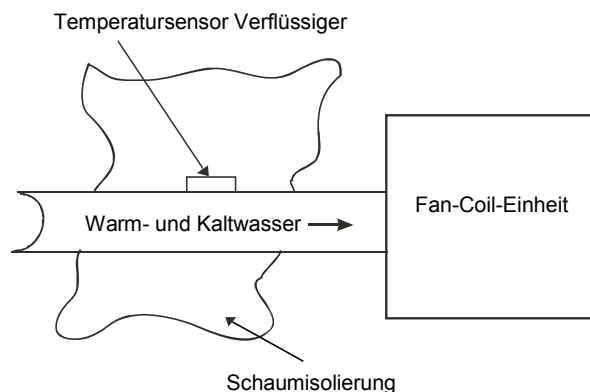 Temperatursensor Verflüssiger
Fan-Coil-Einheit
Warm- und Kaltwasser
Schaumisolierung